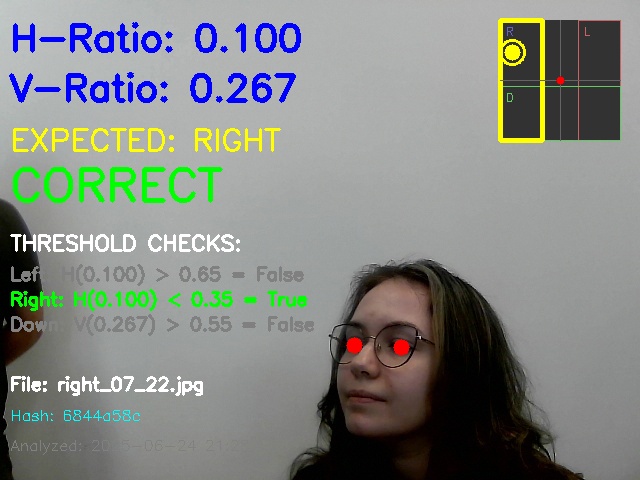 H-Ratio: 0.100
V-Ratio: 0.267
EXPECTED: RIGHT
CORRECT
THRESHOLD CHECKS:
Left: H(0.100) > 0.65 = False
Right: H(0.100) < 0.35 = True
Down: V(0.267) > 0.55 = False
File: right_07_22.jpg
Hash: 6844a58c
Analyzed:
R
L
D